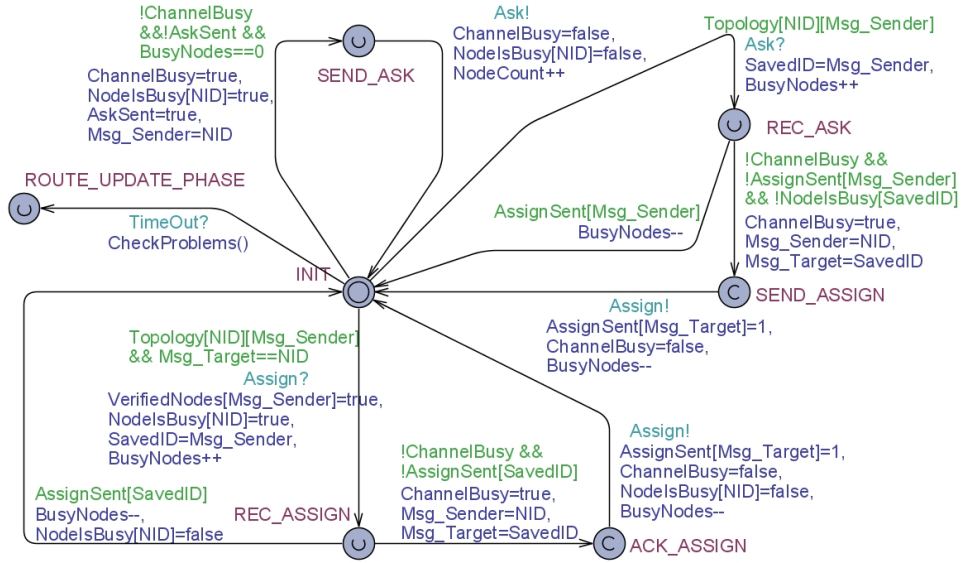 !ChannelBusy
&&!AskSent &&
BusyNodes==0
ChannelBusy=true,
NodeIsBusy[NID]=true,
AskSent=true,
Msg_Sender=NID
SEND_ASK
Ask!
ChannelBusy=false,
NodeIsBusy[NID]=false,
NodeCount++
Topology[NID][Msg_Sender]
Ask?
SavedID=Msg_Sender,
BusyNodes++
REC_ASK
!ChannelBusy &&
!AssignSent[Msg_Sender]
&& !NodeIsBusy[SavedID]
ChannelBusy=true,
Msg_Sender=NID,
Msg_Target=SavedID
ROUTE_UPDATE_PHASE
TimeOut?
CheckProblems()
AssignSent[Msg_Sender]
BusyNodes--
INIT
SEND_ASSIGN
Assign!
AssignSent[Msg_Target]=1,
ChannelBusy=false,
BusyNodes--
Topology[NID][Msg_Sender]
&& Msg_Target==NID
Assign?
VerifiedNodes[Msg_Sender]=true,
NodeIsBusy[NID]=true,
SavedID=Msg_Sender,
BusyNodes++
AssignSent[SavedID]
BusyNodes--,
NodeIsBusy[NID]=false
REC_ASSIGN
!ChannelBusy &&
!AssignSent[SavedID]
ChannelBusy=true,
Msg_Sender=NID,
Msg_Target=SavedID
Assign!
AssignSent[Msg_Target]=1,
ChannelBusy=false,
NodeIsBusy[NID]=false,
BusyNodes--
ACK_ASSIGN